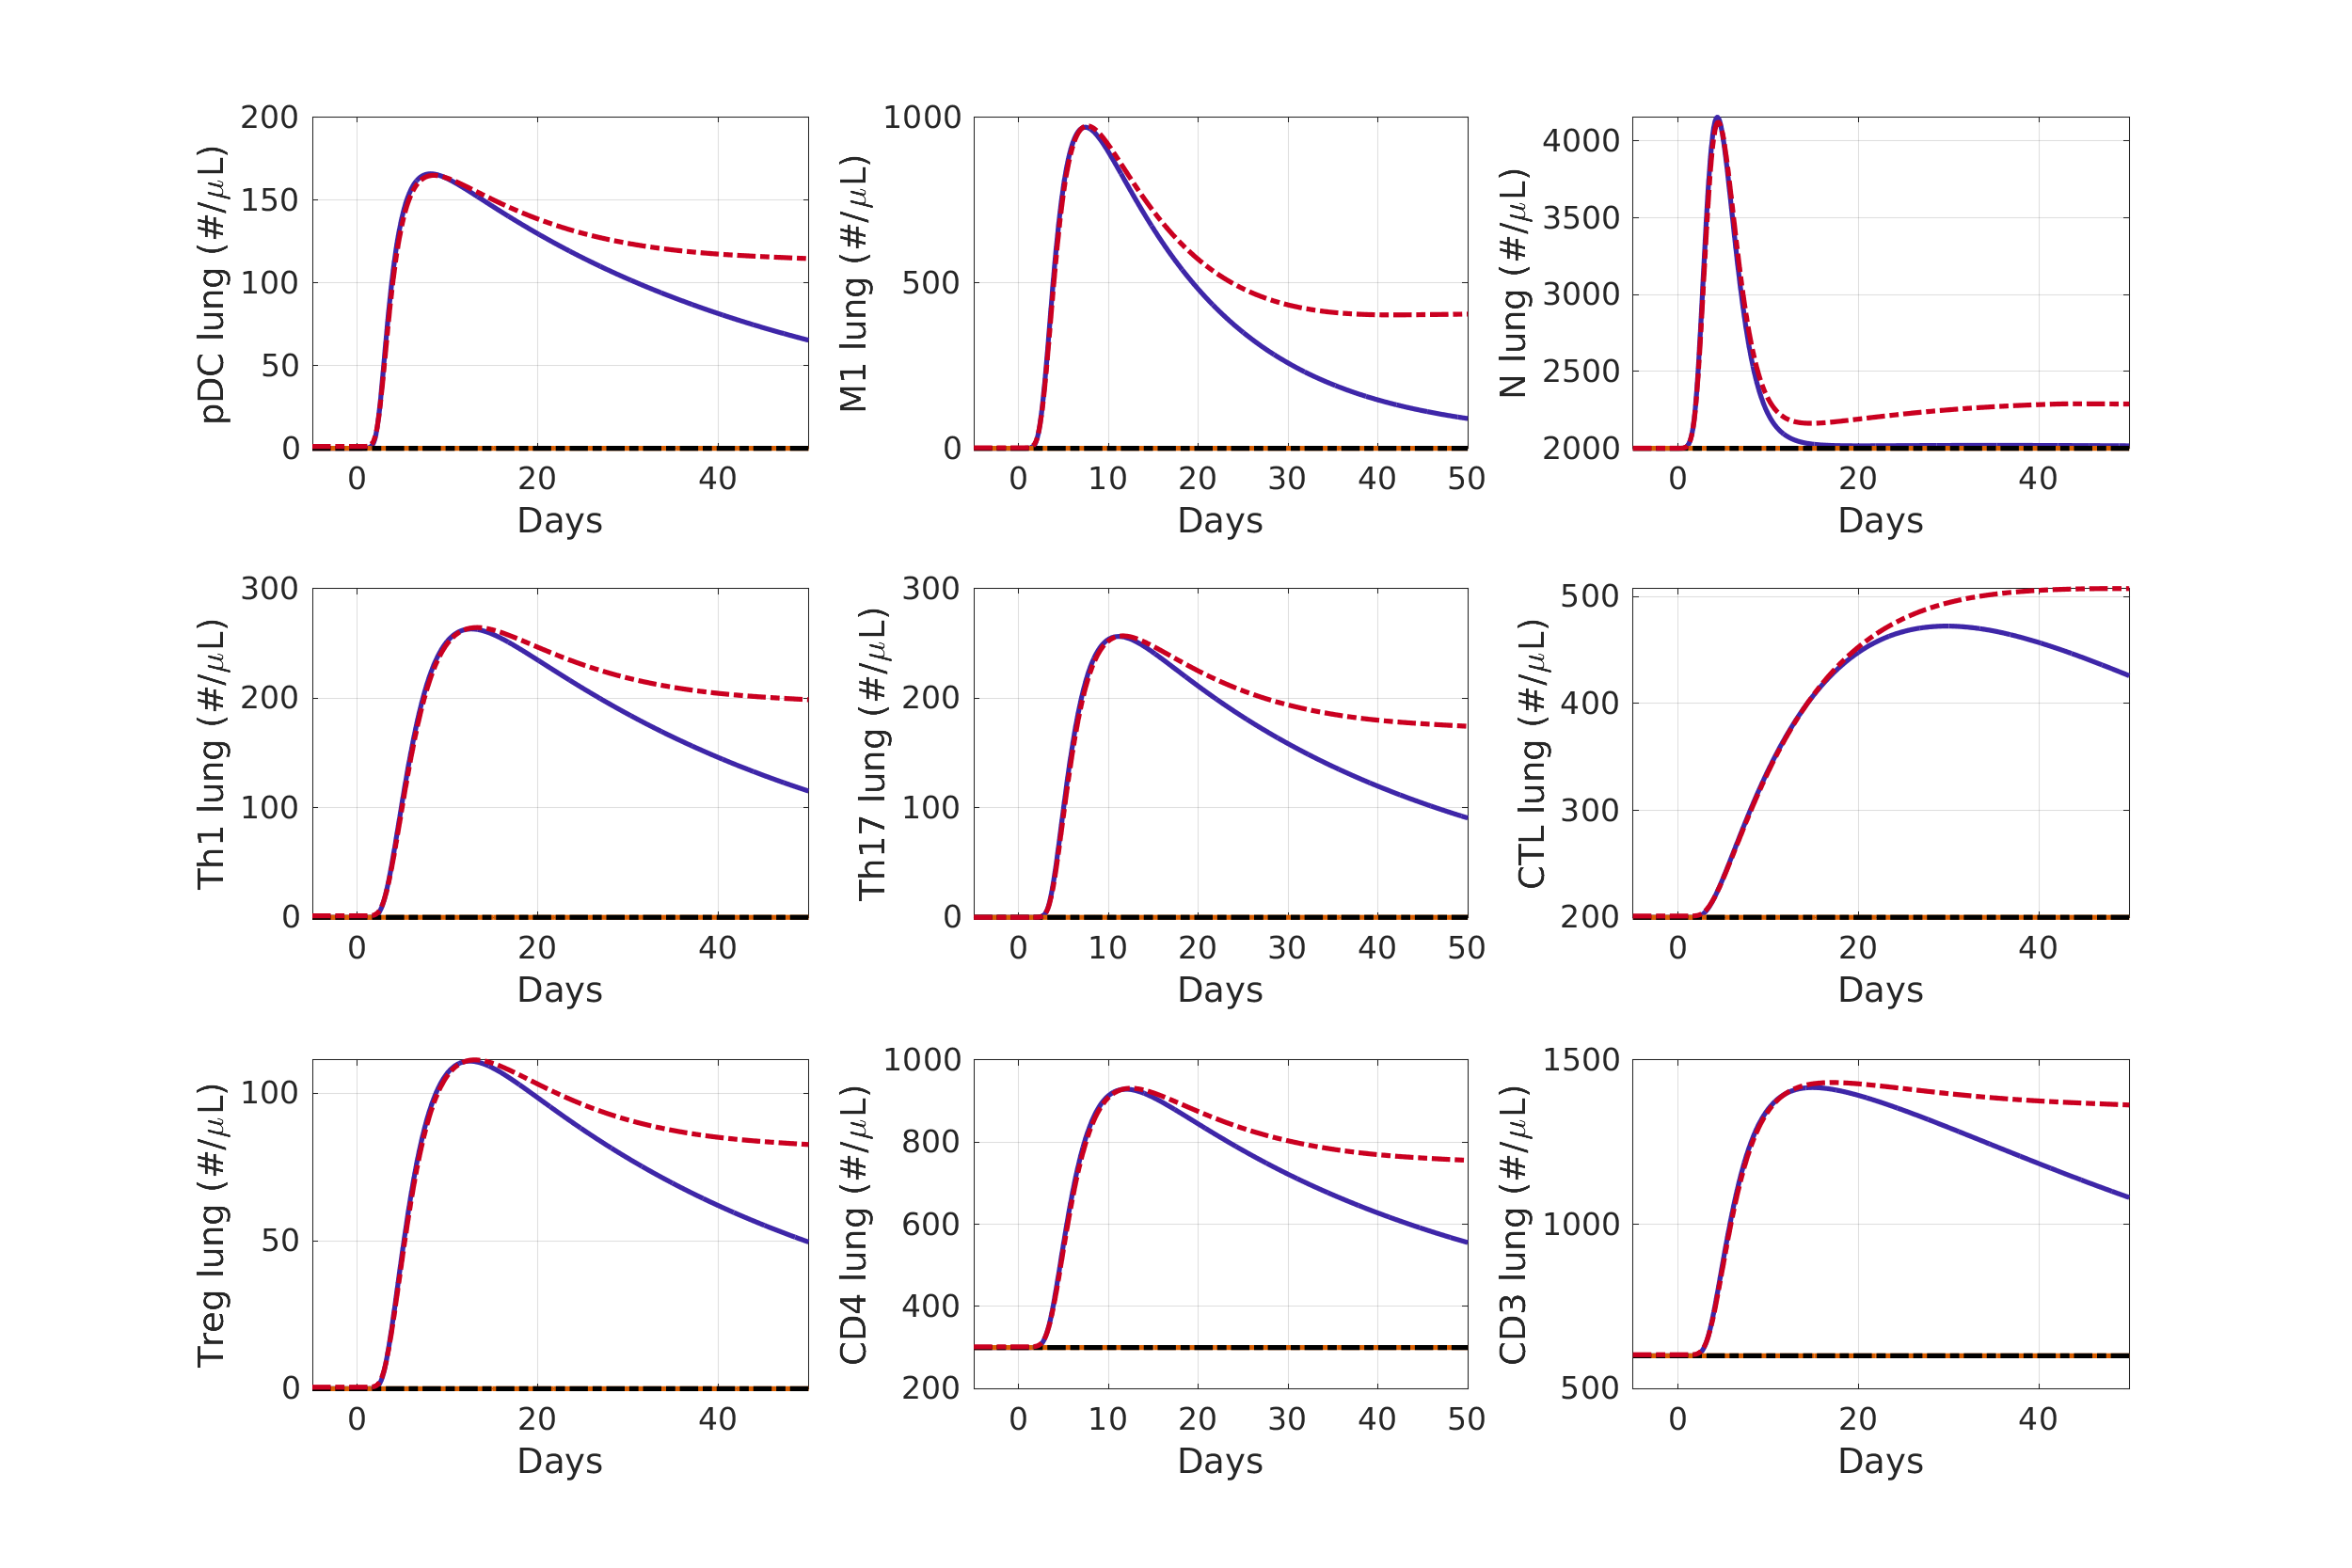 pDC lung (#/μL)
200
150
100
50
0
0 20 40
Days
M1 lung (#/μL)
1000
500
0
0 10 20 30 40 50
Days
N lung (#/μL)
4000
3500
3000
2500
2000
0 20 40
Days
Th1 lung (#/μL)
300
200
100
0
0 20 40
Days
Th17 lung (#/μL)
300
200
100
0
0 10 20 30 40 50
Days
CTL lung (#/μL)
500
400
300
200
0 20 40
Days
Treg lung (#/μL)
100
50
0
0 20 40
Days
CD4 lung (#/μL)
1000
800
600
400
200
0 10 20 30 40 50
Days
CD3 lung (#/μL)
1500
1000
500
0 20 40
Days